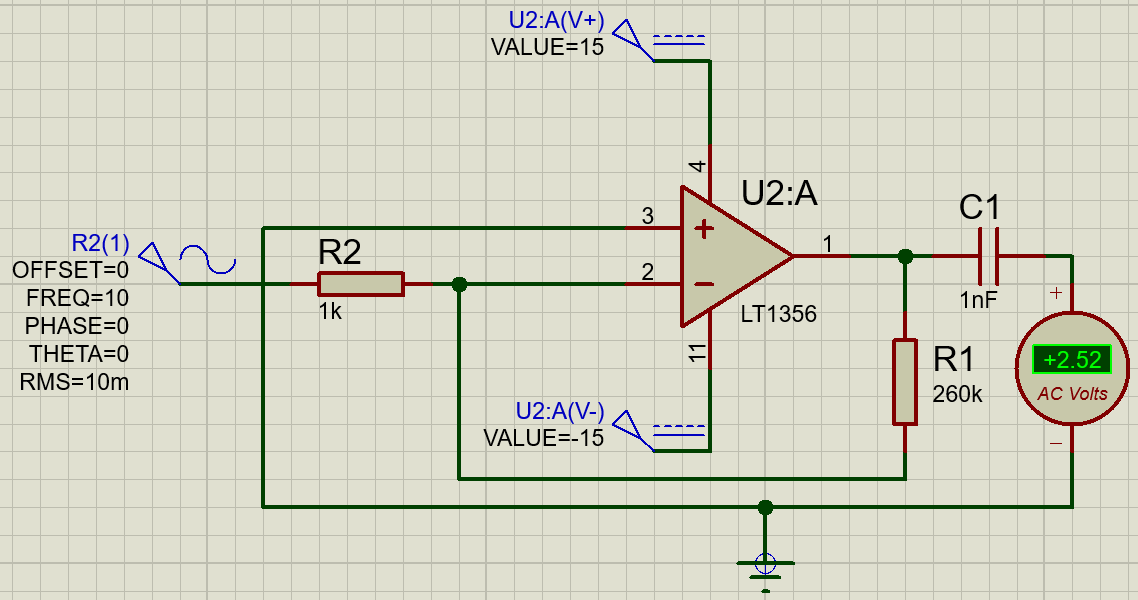 U2:A(V+)
VALUE=15
4
U2:A
3
+
2
−
1
LT1356
11
R2(1)
OFFSET=0
FREQ=10
PHASE=0
THETA=0
RMS=10m
R2
1k
C1
1nF
+
+2.52
AC Volts
−
R1
260k
U2:A(V-)
VALUE=-15